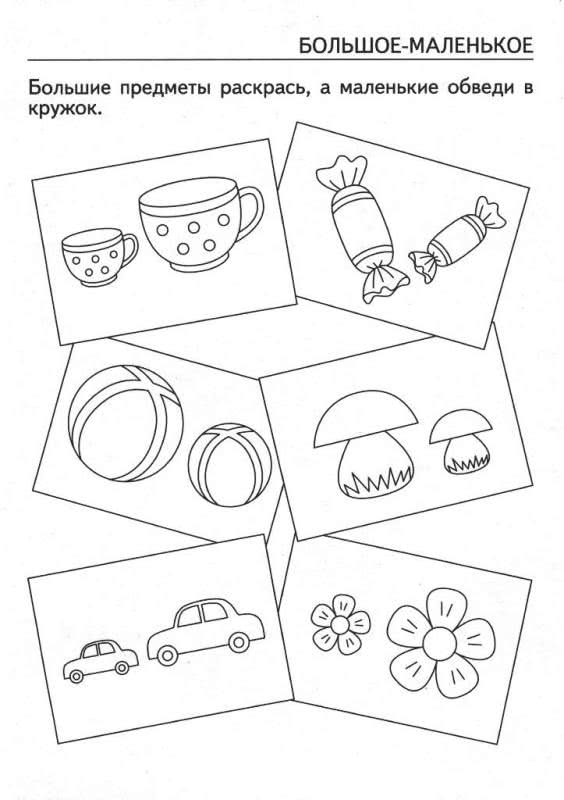 БОЛЬШОЕ-МАЛЕНЬКОЕ
Большие предметы раскрась, а маленькие обведи в
кружок.